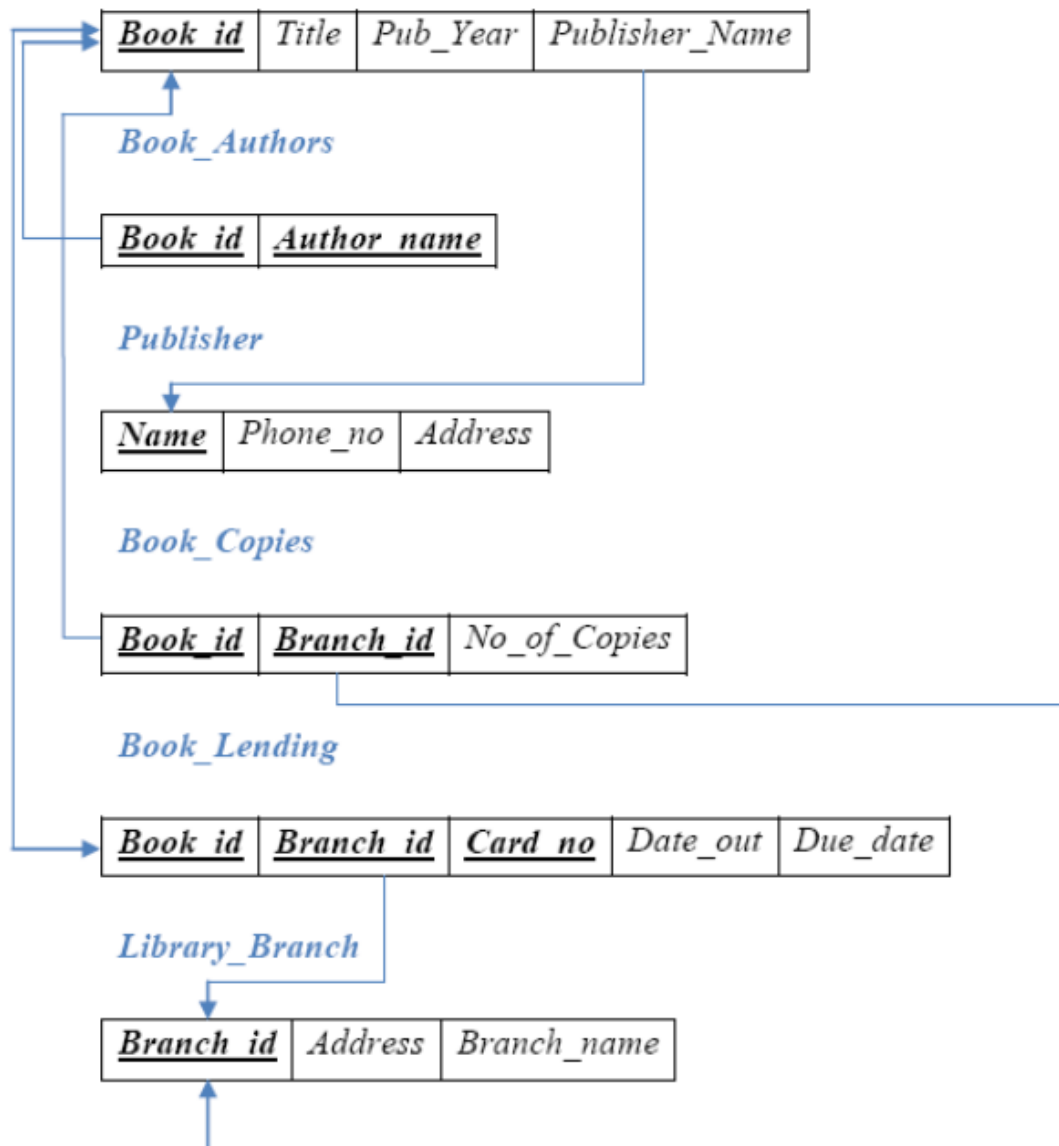 Book_id Title Pub_Year Publisher_Name
Book_Authors
Book_id Author_name
Publisher
Name Phone_no Address
Book_Copies
Book_id Branch_id No_of_Copies
Book_Lending
Book_id Branch_id Card_no Date_out Due_date
Library_Branch
Branch_id Address Branch_name